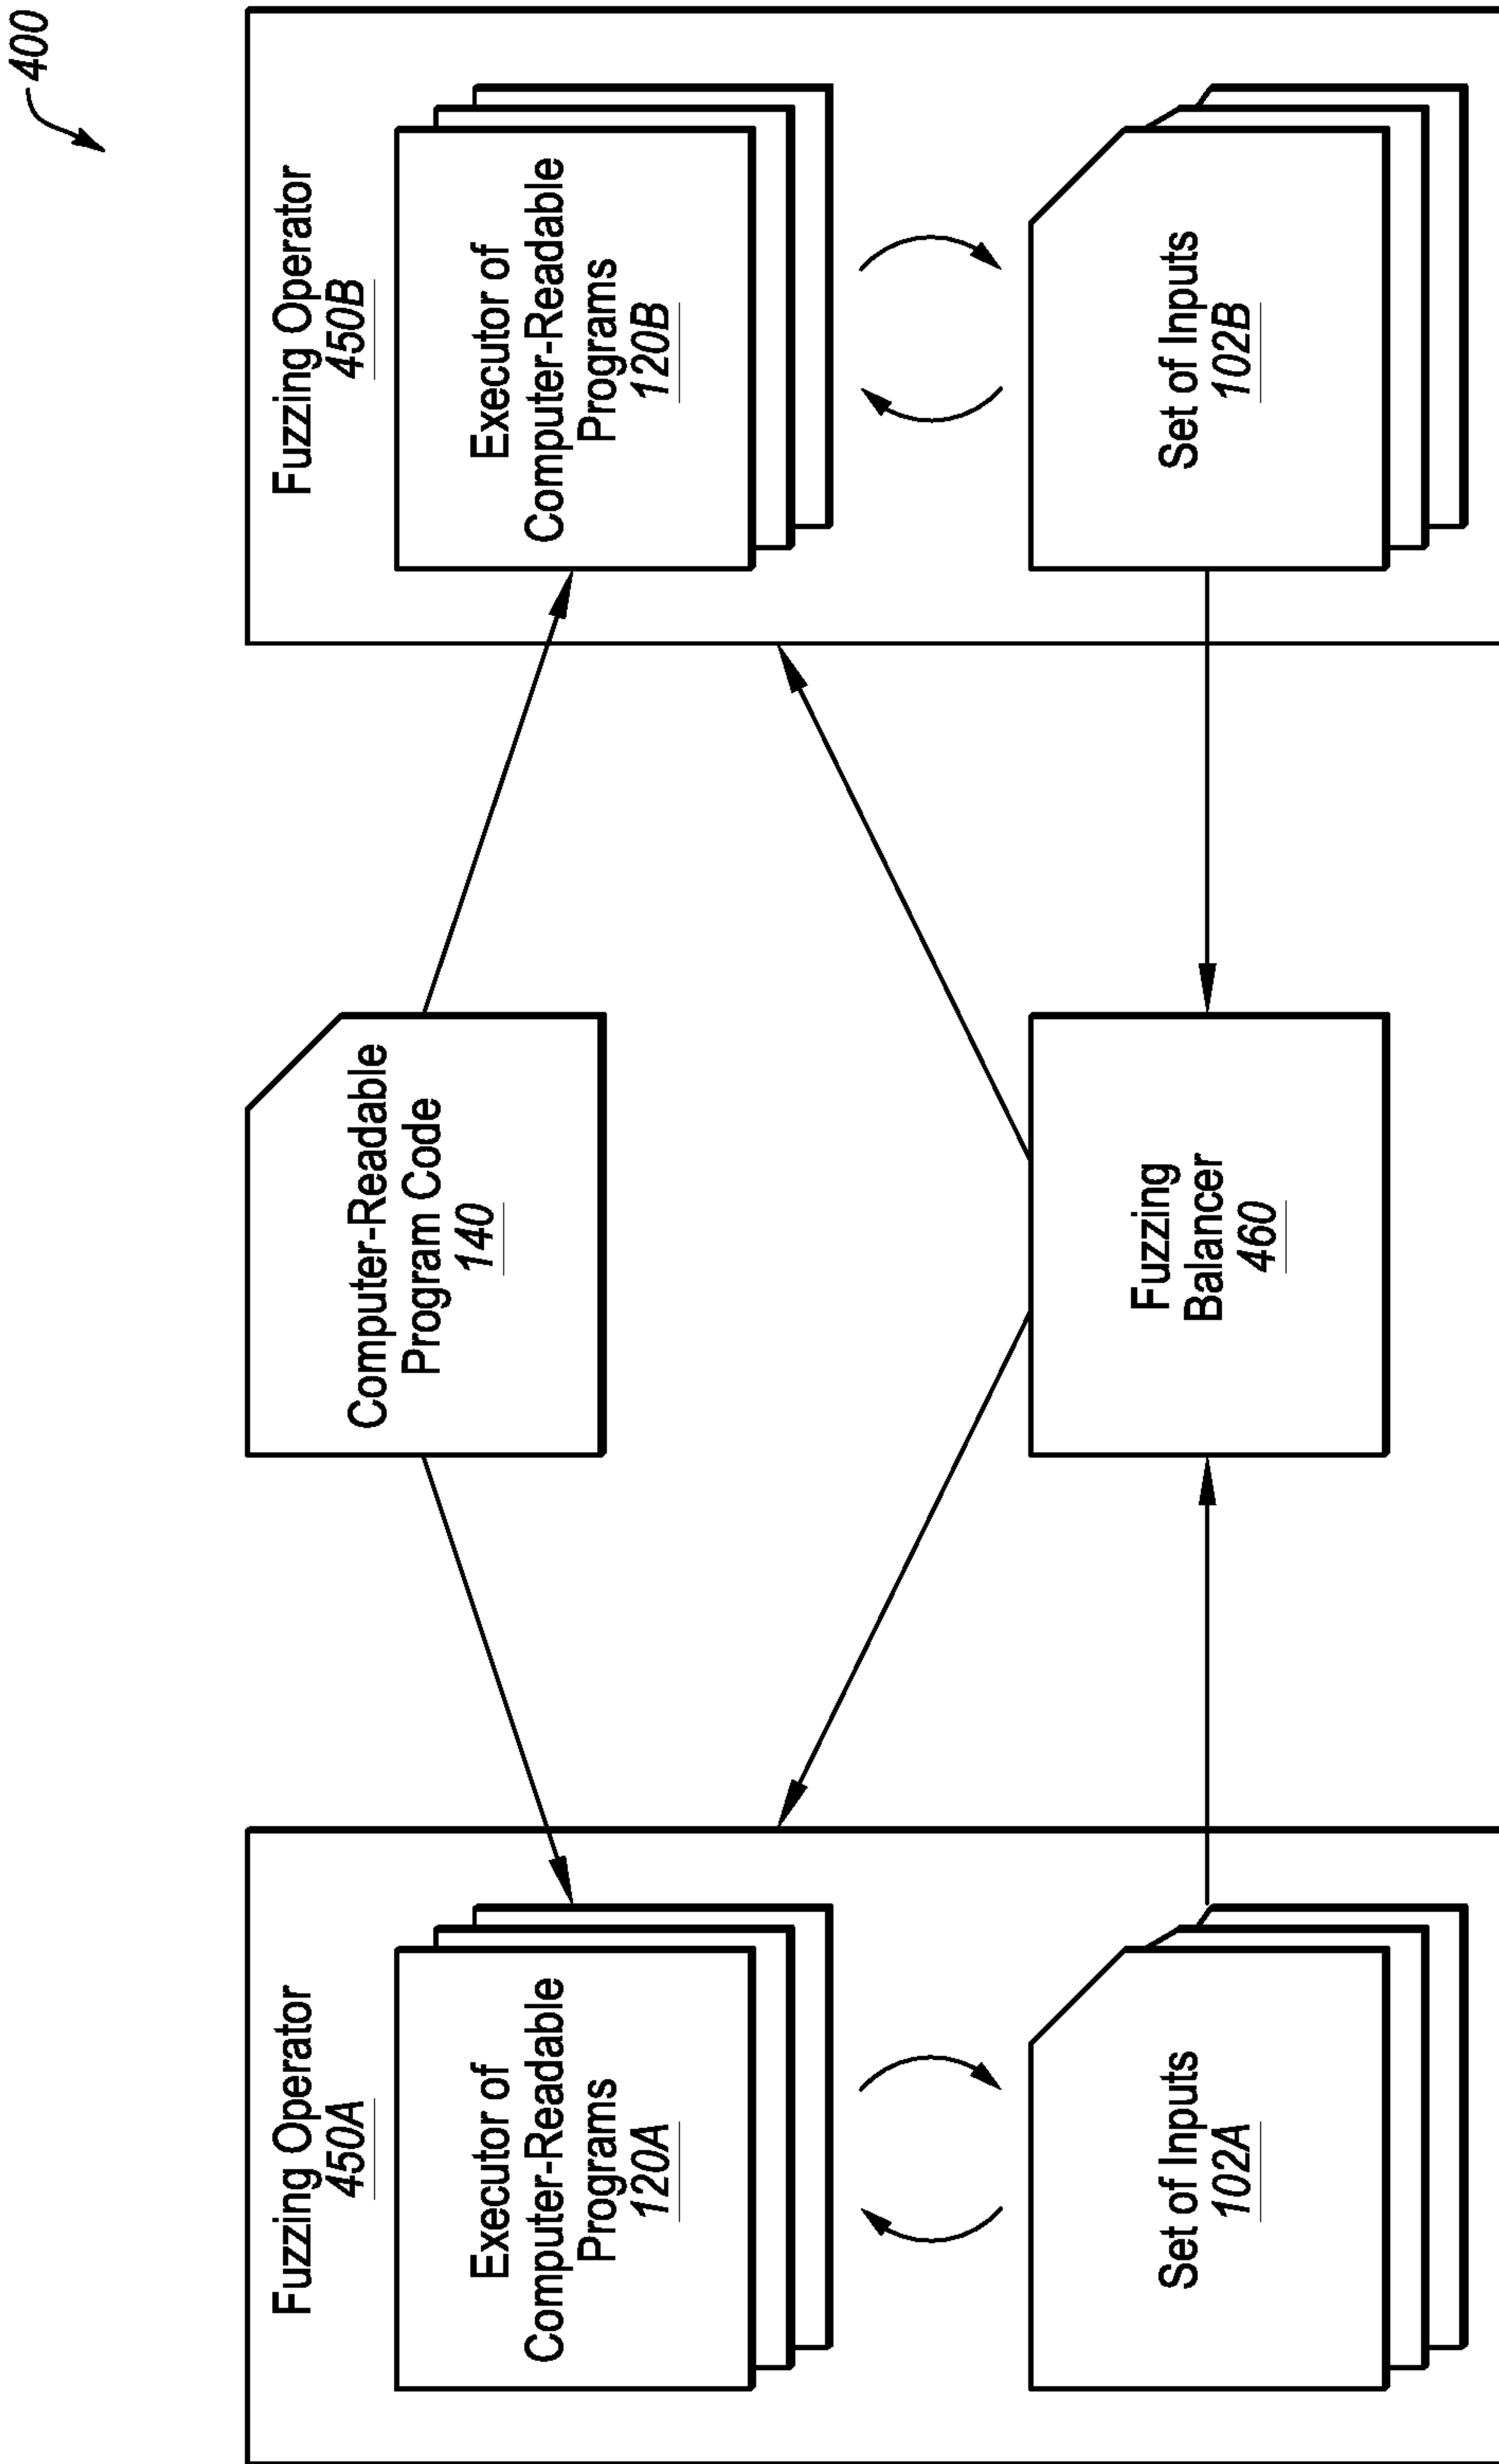 400
Fuzzing Operator
450A
Executor of
Computer-Readable
Programs
120A
Set of Inputs
102A
Computer-Readable
Program Code
140
Fuzzing
Balancer
460
Fuzzing Operator
450B
Executor of
Computer-Readable
Programs
120B
Set of Inputs
102B